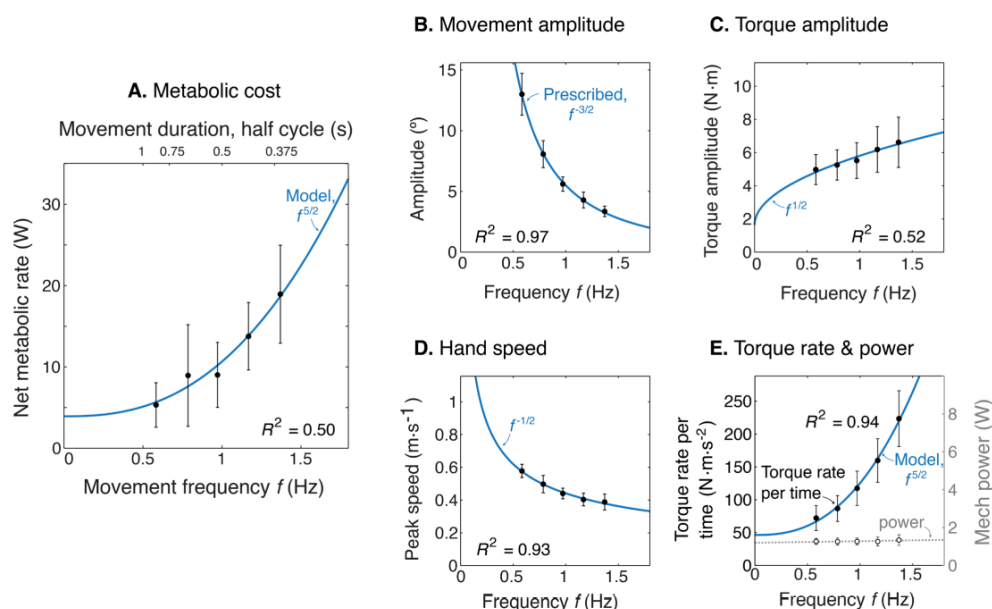 A. Metabolic cost
Movement duration, half cycle (s)
1 0.75 0.5 0.375
Model,
f^5/2
30
20
10
0
Net metabolic rate (W)
R² = 0.50
0 0.5 1 1.5
Movement frequency f (Hz)
B. Movement amplitude
15
10
5
0
Amplitude (º)
Prescribed,
f^-3/2
R² = 0.97
0 0.5 1 1.5
Frequency f (Hz)
C. Torque amplitude
10
8
6
4
2
0
Torque amplitude (N·m)
f^1/2
R² = 0.52
0 0.5 1 1.5
Frequency f (Hz)
D. Hand speed
1
0.8
0.6
0.4
0.2
0
Peak speed (m·s⁻¹)
f^-1/2
R² = 0.93
0 0.5 1 1.5
Frequency f (Hz)
E. Torque rate & power
250
200
150
100
50
0
Torque rate per
time (N·m·s⁻²)
R² = 0.94
Torque rate
per time
Model,
f^5/2
power
8
6
4
2
0
Mech power (W)
0 0.5 1 1.5
Frequency f (Hz)